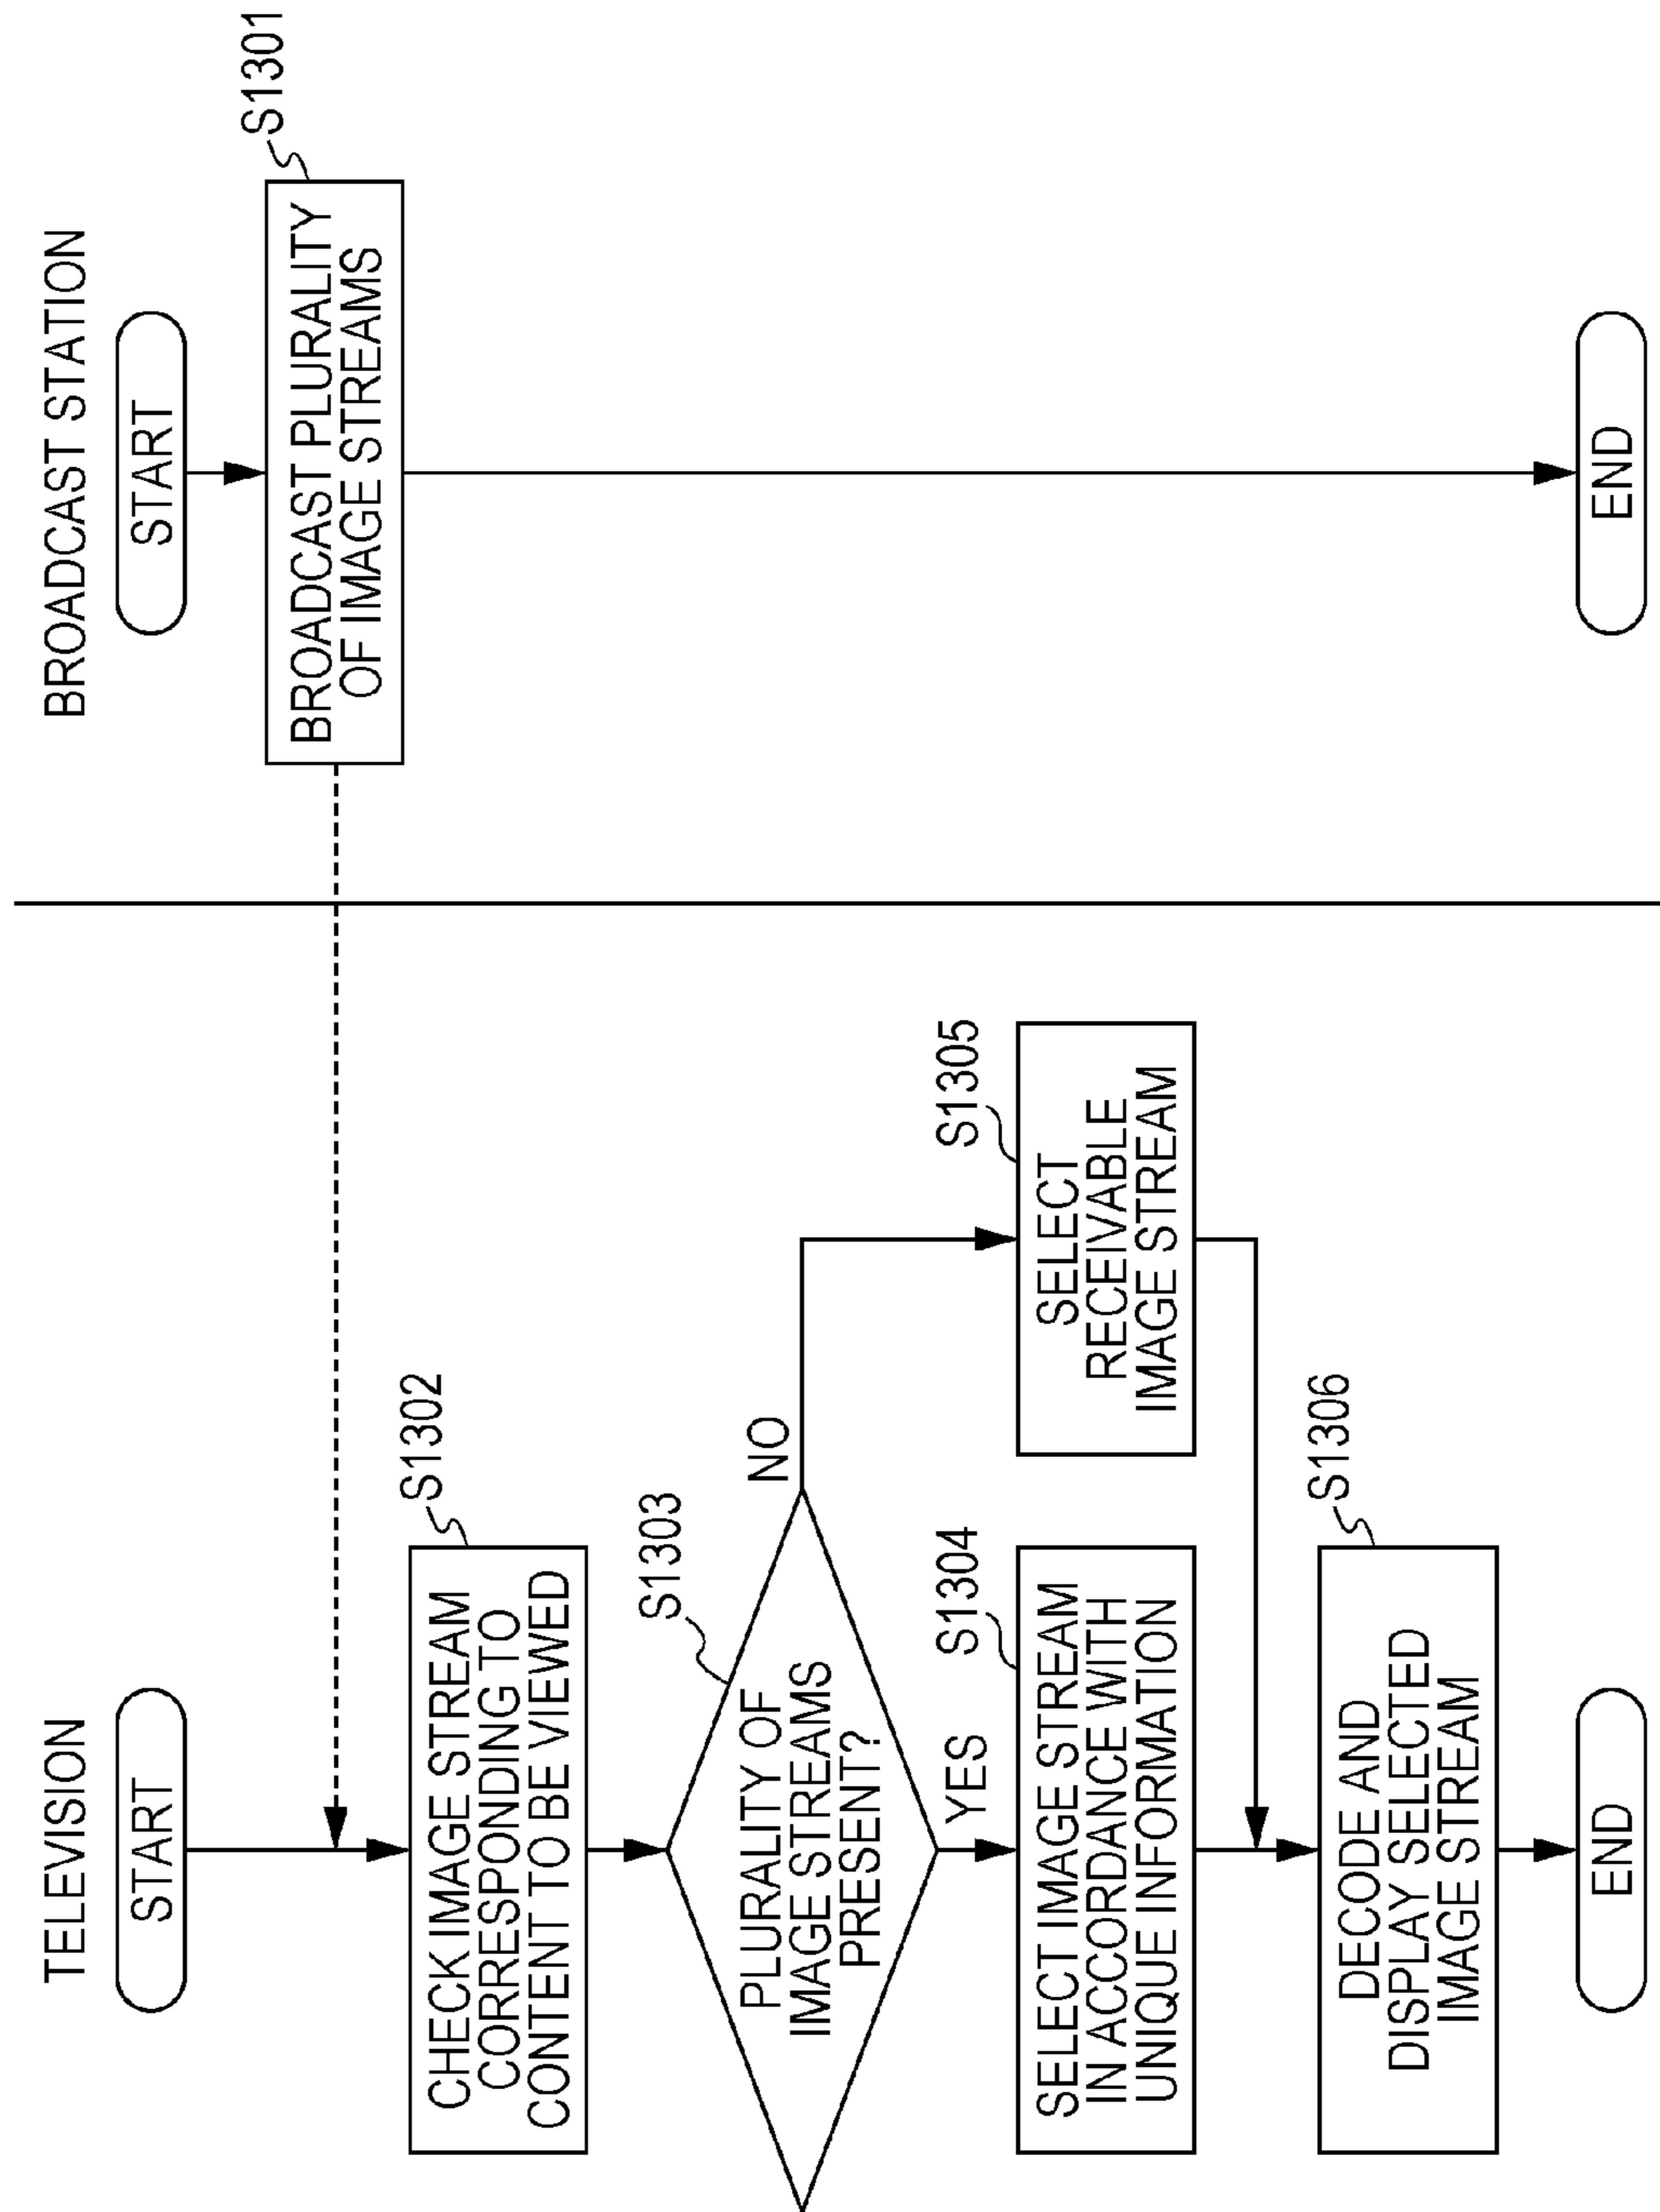 TELEVISION
START
CHECK IMAGE STREAM
CORRESPONDING TO
CONTENT TO BE VIEWED
S1302
PLURALITY OF
IMAGE STREAMS
PRESENT?
S1303
NO
YES
SELECT IMAGE STREAM
IN ACCORDANCE WITH
UNIQUE INFORMATION
S1304
SELECT
RECEIVABLE
IMAGE STREAM
S1305
DECODE AND
DISPLAY SELECTED
IMAGE STREAM
S1306
END
BROADCAST STATION
START
BROADCAST PLURALITY
OF IMAGE STREAMS
S1301
END